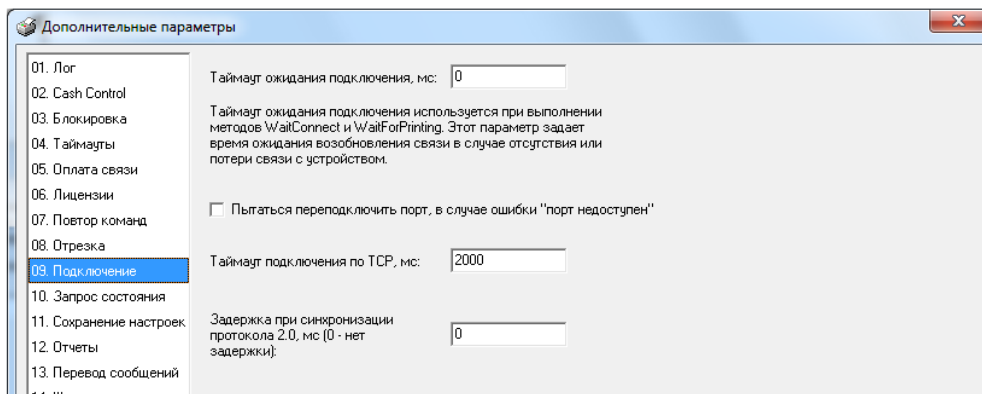 Дополнительные параметры
01. Лог
02. Cash Control
03. Блокировка
04. Таймауты
05. Оплата связи
06. Лицензии
07. Повтор команд
08. Отрезка
09. Подключение
10. Запрос состояния
11. Сохранение настроек
12. Отчеты
13. Перевод сообщений
Таймаут ожидания подключения, мс: 0
Таймаут ожидания подключения используется при выполнении
методов WaitConnect и WaitForPrinting. Этот параметр задает
время ожидания возобновления связи в случае отсутствия или
потери связи с устройством.
Пытаться переподключить порт, в случае ошибки "порт недоступен"
Таймаут подключения по TCP, мс: 2000
Задержка при синхронизации
протокола 2.0, мс (0 - нет
задержки): 0